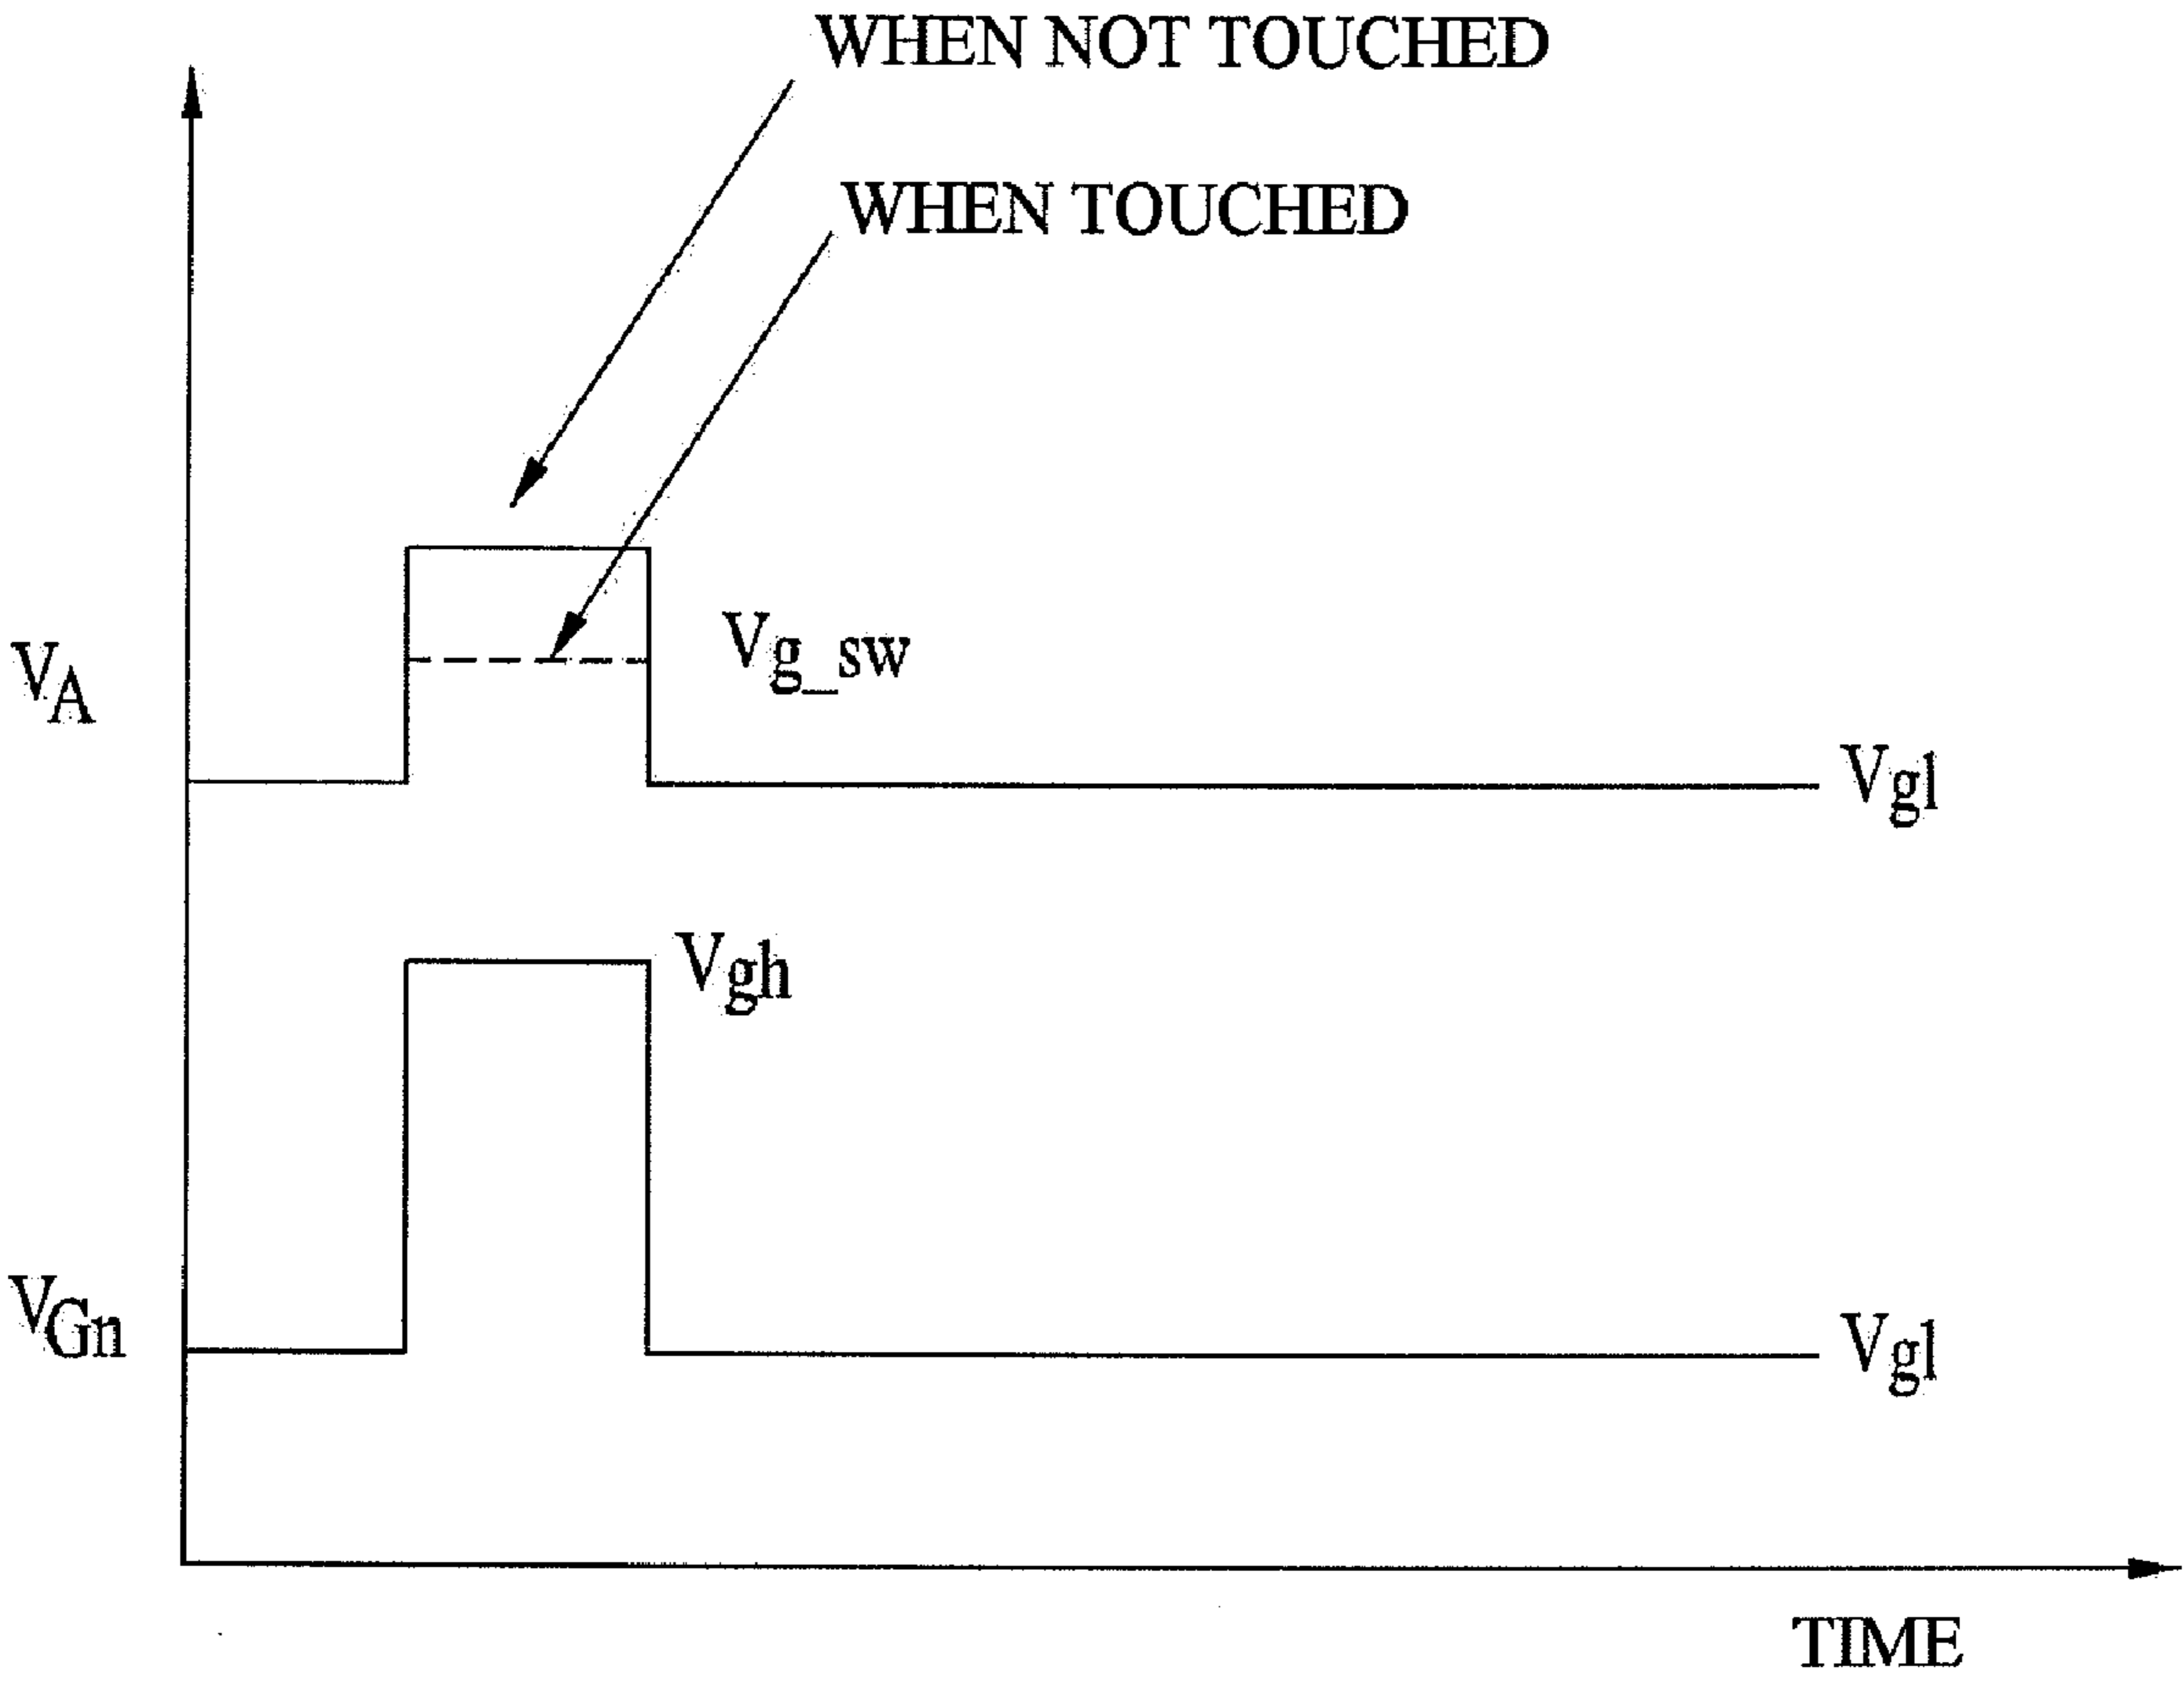 WHEN NOT TOUCHED
WHEN TOUCHED
Vg_sw
VA
Vgl
Vgh
VGn
Vgl
TIME